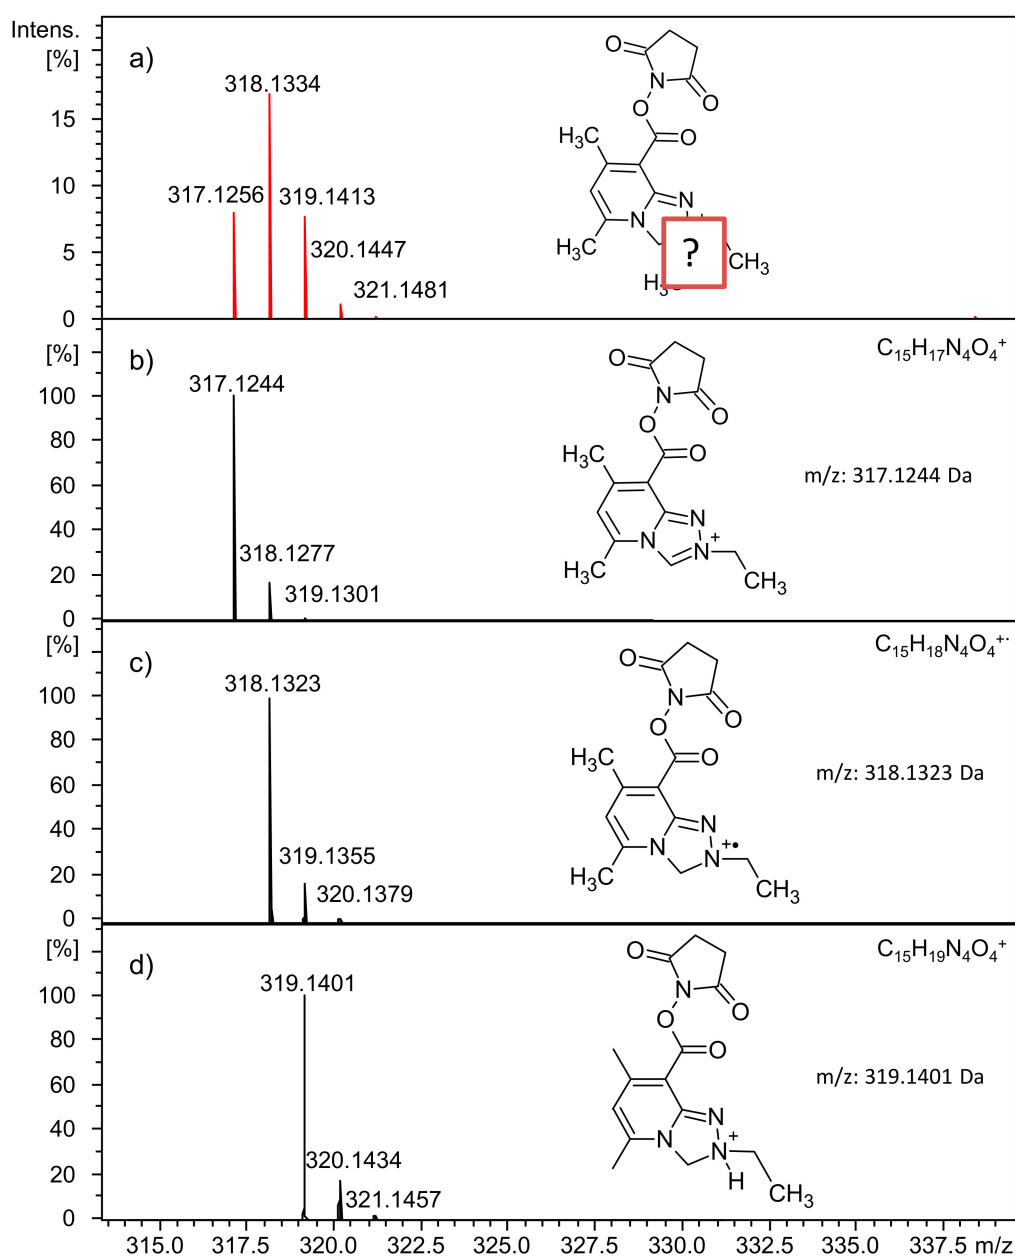 Intens.
[%]
a)
318.1334
15
317.1256
319.1413
10
320.1447
5
321.1481
0
O
N
O
O
O
H₃C
N
N
H₃C
?
CH₃
[%]
b)
C₁₅H₁₇N₄O₄⁺
317.1244
100
80
318.1277
60
319.1301
40
20
0
O
N
O
O
O
H₃C
m/z: 317.1244 Da
N
N
N
+
H₃C
CH₃
[%]
c)
C₁₅H₁₈N₄O₄⁺·
318.1323
100
80
60
319.1355
40
320.1379
20
0
O
N
O
O
O
H₃C
m/z: 318.1323 Da
N
N
N
+•
H₃C
CH₃
[%]
d)
C₁₅H₁₉N₄O₄⁺
319.1401
100
80
60
40
320.1434
20
321.1457
0
O
N
O
O
O
m/z: 319.1401 Da
N
N
N
+
H
CH₃
315.0 317.5 320.0 322.5 325.0 327.5 330.0 332.5 335.0 337.5 m/z